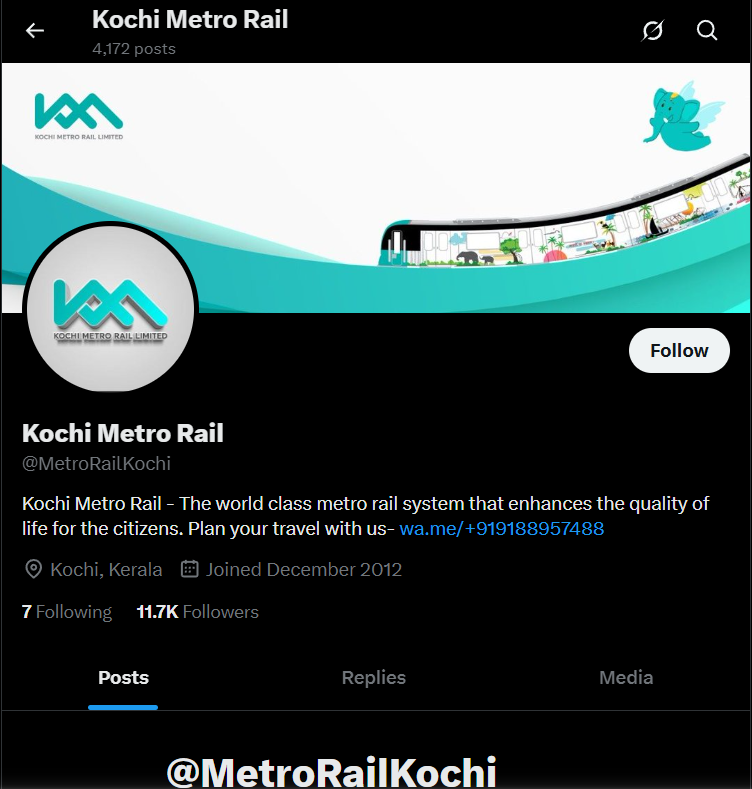 Kochi Metro Rail
4,172 posts
KOCHI METRO RAIL LIMITED
KOCHI METRO RAIL LIMITED
Follow
Kochi Metro Rail
@MetroRailKochi
Kochi Metro Rail - The world class metro rail system that enhances the quality of
life for the citizens. Plan your travel with us- wa.me/+919188957488
Kochi, Kerala Joined December 2012
7 Following 11.7K Followers
Posts Replies Media
@MetroRailKochi